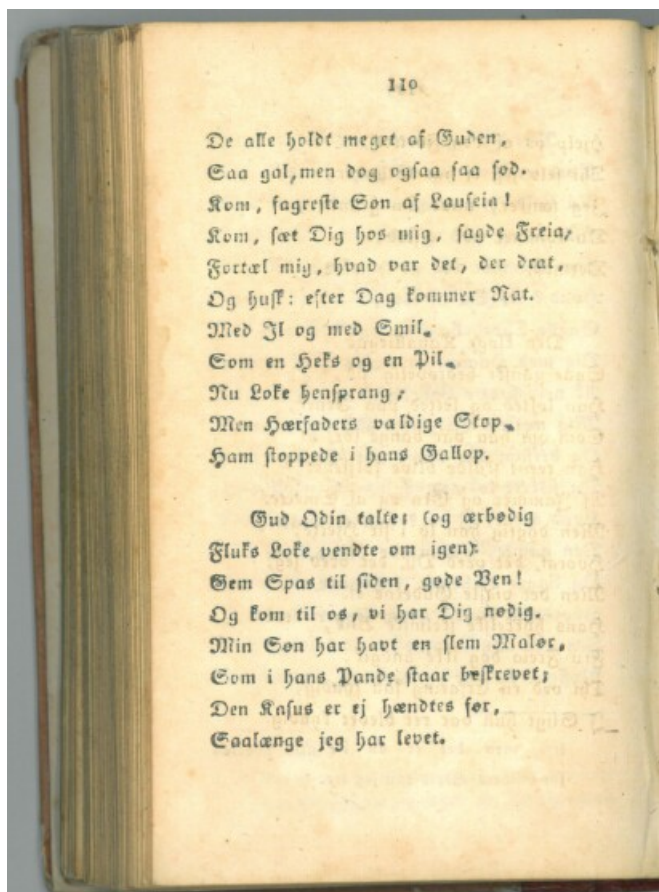 110
De alle holdt meget af Guden,
Saa gal, men dog ogsaa saa sød.
Kom, fagreste Søn af Laufeia!
Kom, sæt Dig hos mig, sagde Freia,
Fortæl mig, hvad var det, der drat,
Og husk: efter Dag kommer Nat.
Med Il og med Smil,
Som en Heks og en Pil,
Nu Loke hensprang;
Men Hærfaders valdige Stop,
Ham stoppede i hans Gallop.
Gud Odin talte: (og ærbødig
Fluks Loke vendte om igen):
Gem Spas til siden, gode Ven!
Og kom til os, vi har Dig nødig.
Min Søn har havt en slem Malør,
Som i hans Pande staar beskrevet;
Den Kasus er ej hændtes før,
Saalænge jeg har levet.